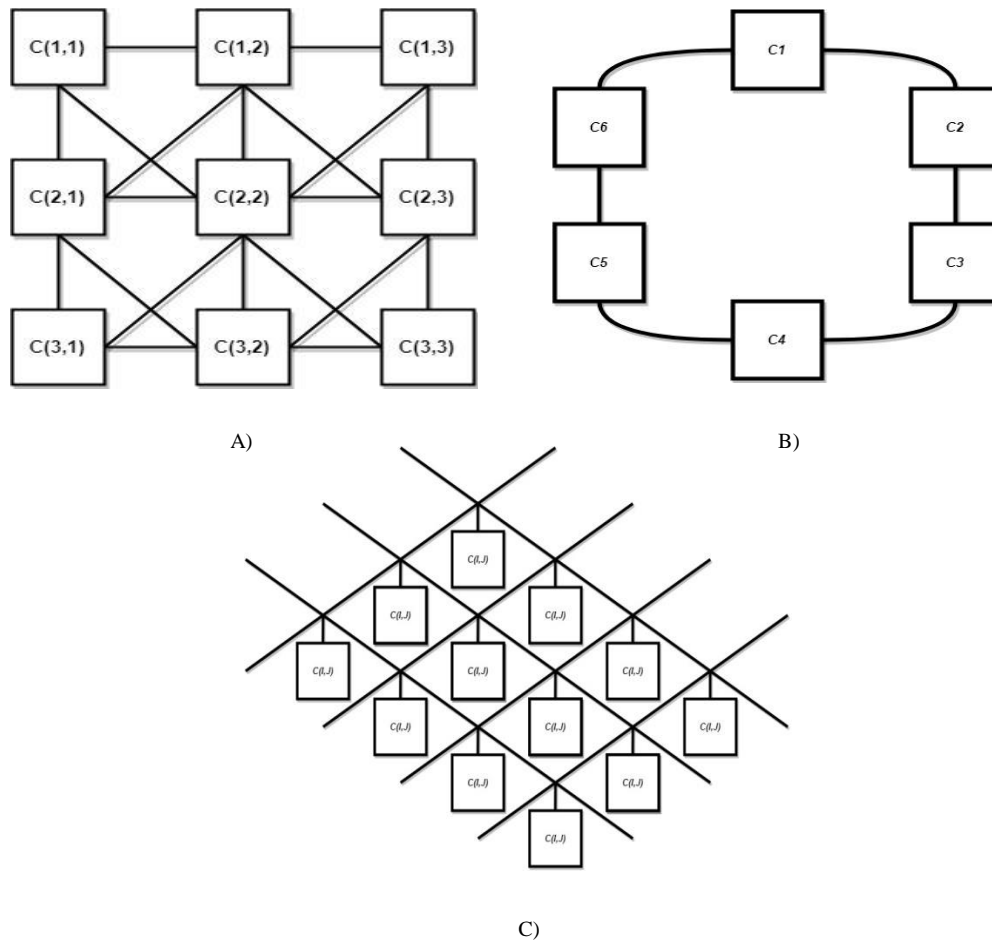 C(1,1) C(1,2) C(1,3)
C(2,1) C(2,2) C(2,3)
C(3,1) C(3,2) C(3,3)
A)
C1
C6 C2
C5 C3
C4
B)
C(I,J)
C(I,J) C(I,J)
C(I,J) C(I,J) C(I,J)
C(I,J) C(I,J) C(I,J)
C(I,J) C(I,J)
C(I,J)
C)